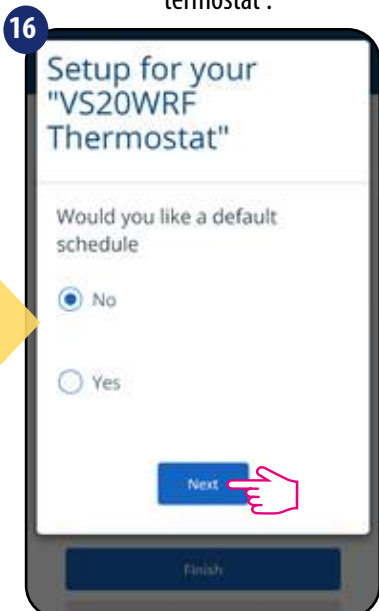 termostat".
16
Setup for your
"VS20WRF
Thermostat"
Would you like a default
schedule
No
Yes
Next
Finish